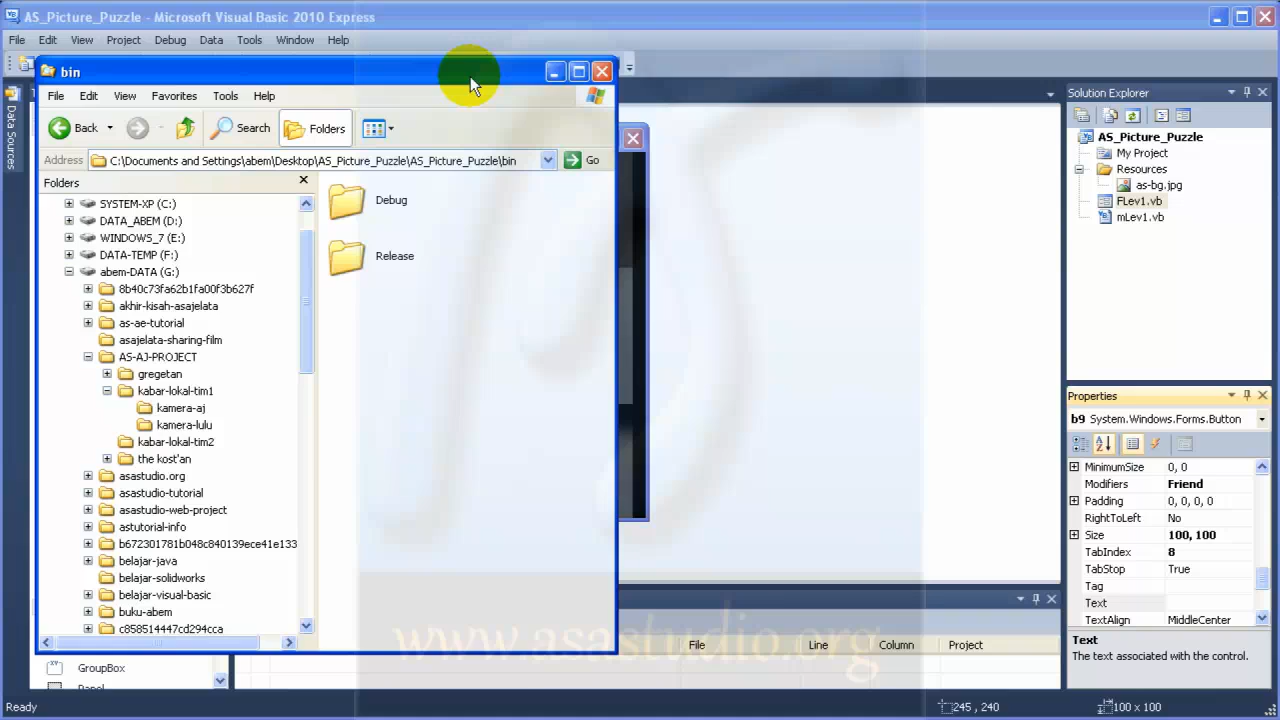 AS_Picture_Puzzle - Microsoft Visual Basic 2010 Express
File Edit View Project Debug Data Tools Window Help
bin
File Edit View Favorites Tools Help
Back Search Folders
Address C:\Documents and Settings\abem\Desktop\AS_Picture_Puzzle\AS_Picture_Puzzle\bin Go
Folders
SYSTEM-XP (C:)
DATA_ABEM (D:)
WINDOWS_7 (E:)
DATA-TEMP (F:)
abem-DATA (G:)
8b40c73fa62b1fa00f3b627f
akhir-kisah-asajelata
as-ae-tutorial
asajelata-sharing-film
AS-AJ-PROJECT
gregetan
kabar-lokal-tim1
kamera-aj
kamera-lulu
kabar-lokal-tim2
the kost'an
asastudio.org
asastudio-tutorial
asastudio-web-project
astutorial-info
b672301781b048c840139ece41e133
belajar-java
belajar-solidworks
belajar-visual-basic
buku-abem
c858514447cd294cca
Debug
Release
Data Sources
Solution Explorer
AS_Picture_Puzzle
My Project
Resources
as-bg.jpg
FLev1.vb
mLev1.vb
Properties
b9 System.Windows.Forms.Button
MinimumSize 0, 0
Modifiers Friend
Padding 0, 0, 0, 0
RightToLeft No
Size 100, 100
TabIndex 8
TabStop True
Tag
Text
TextAlign MiddleCenter
Text
The text associated with the control.
File Line Column Project
www.asastudio.org
GroupBox
Panel
Ready 245, 240 100 x 100